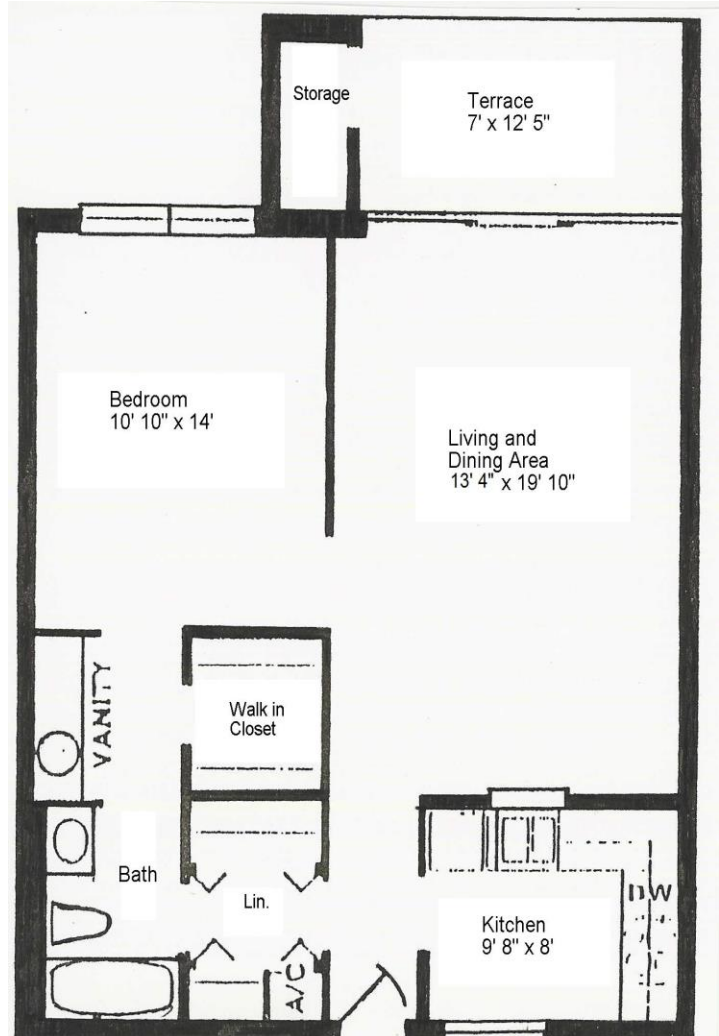 Storage
Terrace
7' x 12' 5"
Bedroom
10' 10" x 14'
Living and
Dining Area
13' 4" x 19' 10"
VANITY
Walk in
Closet
Bath
Lin.
A/C
Kitchen
9' 8" x 8'
DW